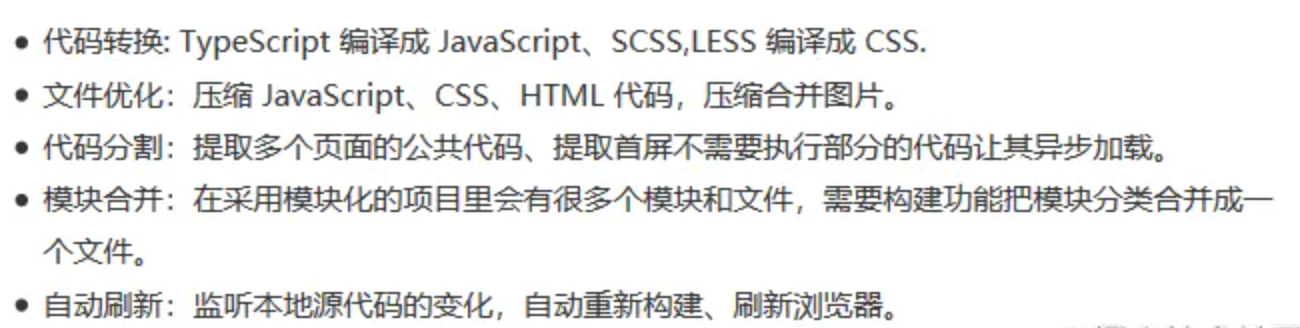 • 代码转换: TypeScript 编译成 JavaScript、SCSS,LESS 编译成 CSS.
• 文件优化：压缩 JavaScript、CSS、HTML 代码，压缩合并图片。
• 代码分割：提取多个页面的公共代码、提取首屏不需要执行部分的代码让其异步加载。
• 模块合并：在采用模块化的项目里会有很多个模块和文件，需要构建功能把模块分类合并成一
个文件。
• 自动刷新：监听本地源代码的变化，自动重新构建、刷新浏览器。